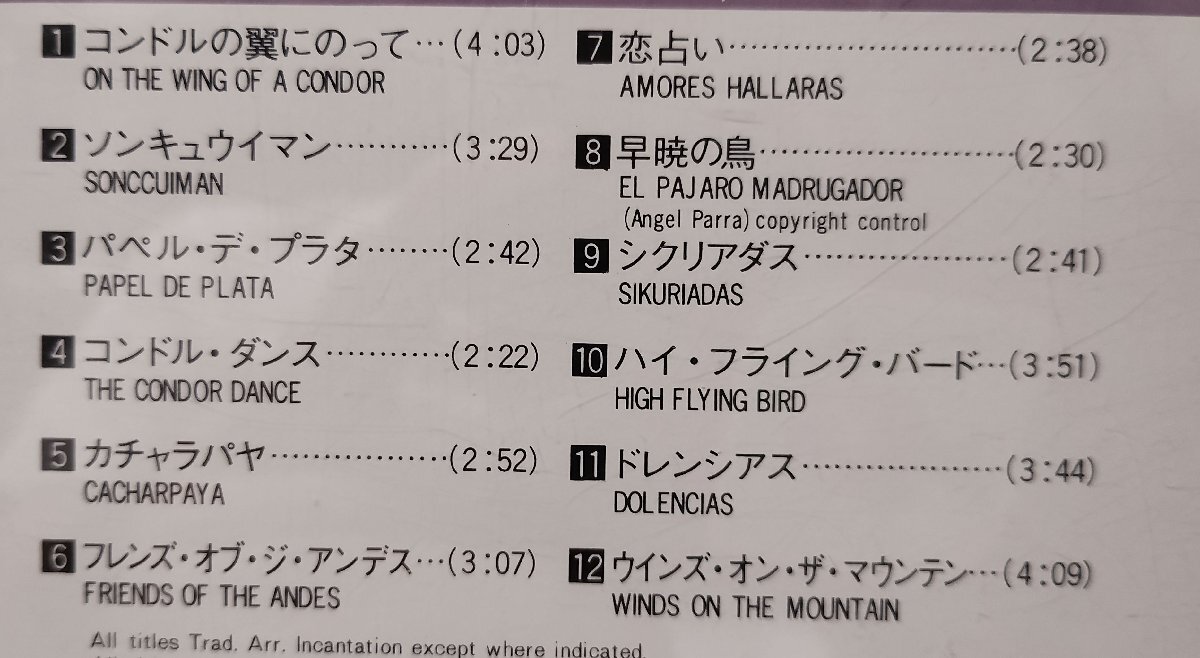 1 コンドルの翼にのって…(4:03)
ON THE WING OF A CONDOR
2 ソンキュウイマン…………(3:29)
SONCCUIMAN
3 パペル・デ・プラタ………(2:42)
PAPEL DE PLATA
4 コンドル・ダンス…………(2:22)
THE CONDOR DANCE
5 カチャラパヤ………………(2:52)
CACHARPAYA
6 フレンズ・オブ・ジ・アンデス…(3:07)
FRIENDS OF THE ANDES
7 恋占い…………………………(2:38)
AMORES HALLARAS
8 早暁の鳥………………………(2:30)
EL PAJARO MADRUGADOR
(Angel Parra) copyright control
9 シクリアダス…………………(2:41)
SIKURIADAS
10 ハイ・フライング・バード…(3:51)
HIGH FLYING BIRD
11 ドレンシアス…………………(3:44)
DOLENCIAS
12 ウインズ・オン・ザ・マウンテン…(4:09)
WINDS ON THE MOUNTAIN
All titles Trad. Arr. Incantation except where indicated.